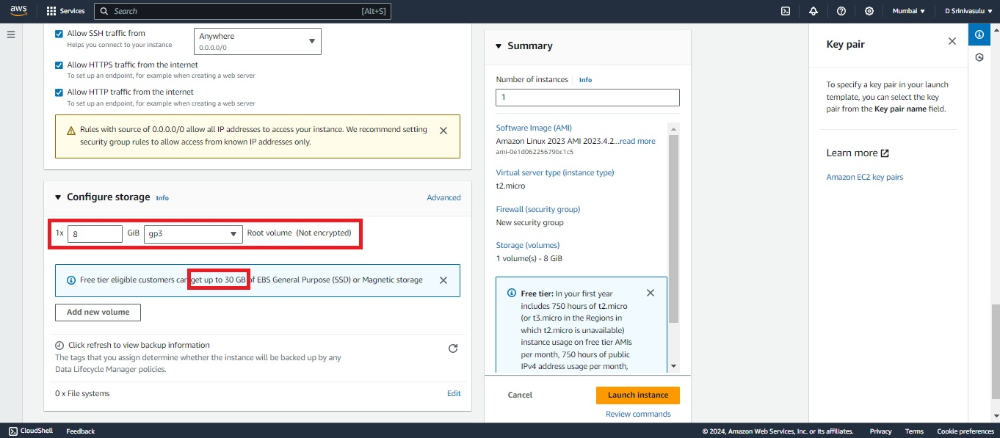 aws
Services
Search
[Alt+S]
Mumbai
D Srinivasulu
Allow SSH traffic from
Helps you connect to your instance
Anywhere
0.0.0.0/0
Allow HTTPS traffic from the internet
To set up an endpoint, for example when creating a web server
Allow HTTP traffic from the internet
To set up an endpoint, for example when creating a web server
Rules with source of 0.0.0.0/0 allow all IP addresses to access your instance. We recommend setting
security group rules to allow access from known IP addresses only.
Configure storage Info
Advanced
1x 8 GiB gp3 Root volume (Not encrypted)
Free tier eligible customers can get up to 30 GB of EBS General Purpose (SSD) or Magnetic storage
Add new volume
Click refresh to view backup information
The tags that you assign determine whether the instance will be backed up by any
Data Lifecycle Manager policies.
0 x File systems
Edit
Summary
Number of instances Info
1
Software Image (AMI)
Amazon Linux 2023 AMI 2023.4.2...read more
ami-0e1d06225679bc1c5
Virtual server type (instance type)
t2.micro
Firewall (security group)
New security group
Storage (volumes)
1 volume(s) - 8 GiB
Free tier: In your first year
includes 750 hours of t2.micro
(or t3.micro in the Regions in
which t2.micro is unavailable)
instance usage on free tier AMIs
per month, 750 hours of public
IPv4 address usage per month,
Cancel
Launch instance
Review commands
Key pair
To specify a key pair in your launch
template, you can select the key
pair from the Key pair name field.
Learn more
Amazon EC2 key pairs
CloudShell
Feedback
© 2024, Amazon Web Services, Inc. or its affiliates.
Privacy
Terms
Cookie preferences